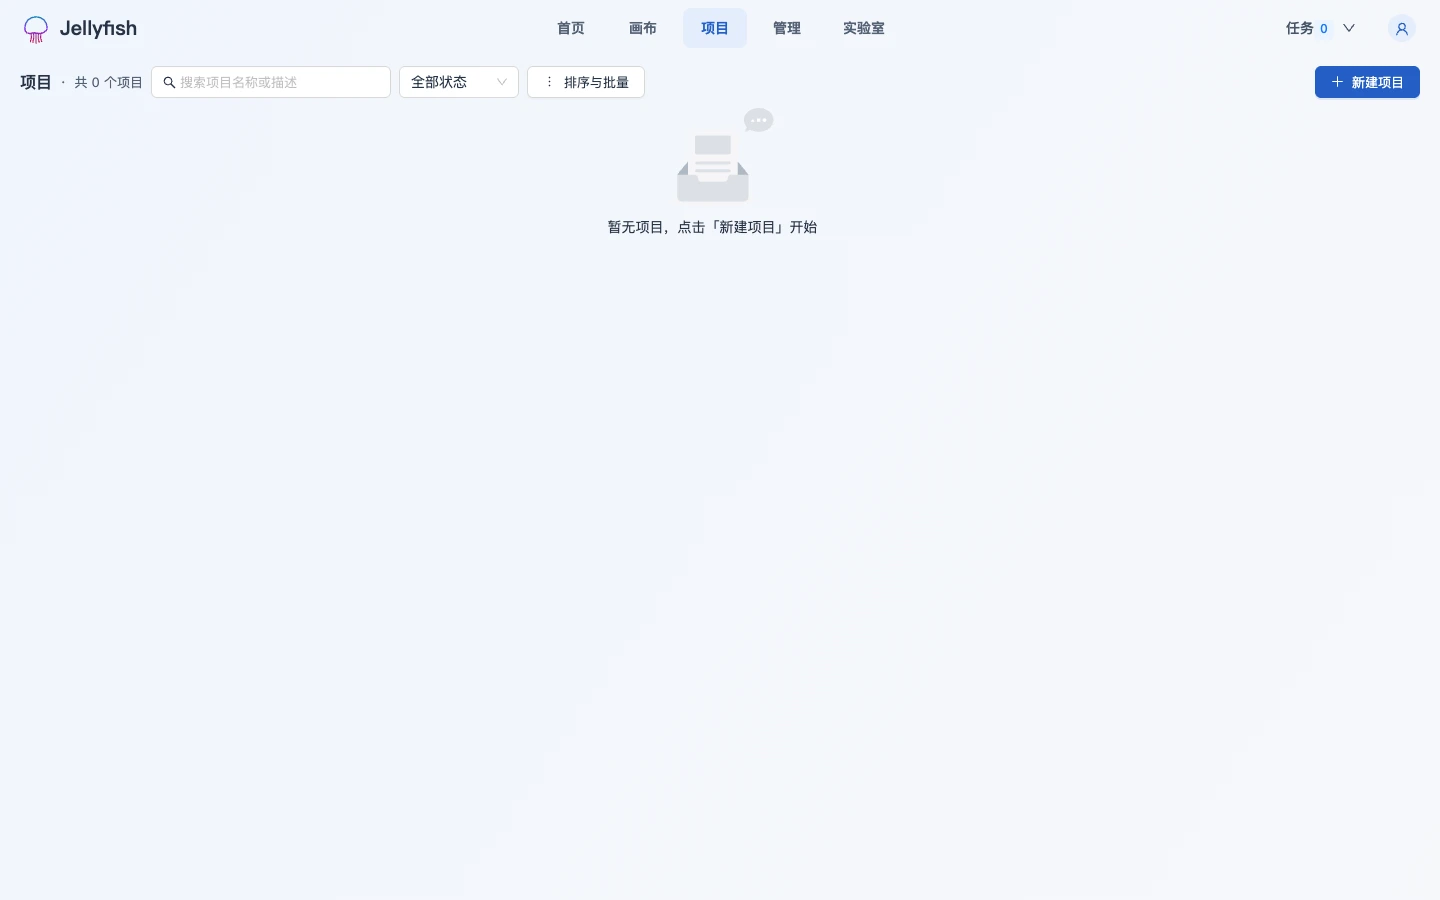 Jellyfish
首页 画布 项目 管理 实验室
任务 0
项目 · 共 0 个项目 搜索项目名称或描述 全部状态 排序与批量 新建项目
暂无项目，点击「新建项目」开始